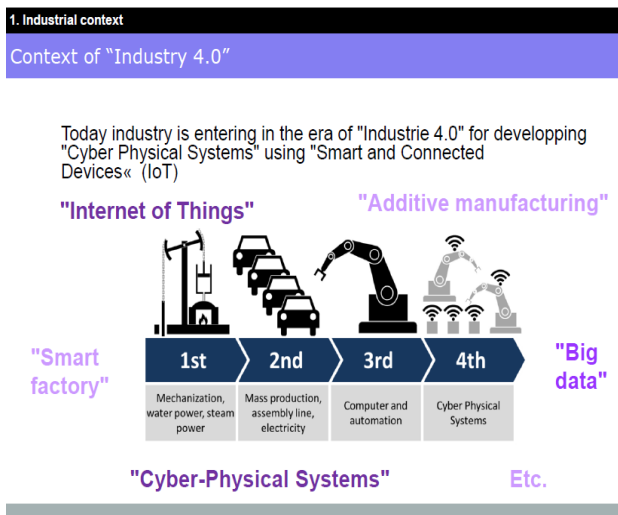 1. Industrial context
Context of “Industry 4.0”
Today industry is entering in the era of "Industrie 4.0" for developping
"Cyber Physical Systems" using "Smart and Connected
Devices« (IoT)
"Internet of Things"
"Additive manufacturing"
"Smart
factory"
1st
2nd
3rd
4th
"Big
data"
Mechanization,
water power, steam
power
Mass production,
assembly line,
electricity
Computer and
automation
Cyber Physical
Systems
"Cyber-Physical Systems"
Etc.